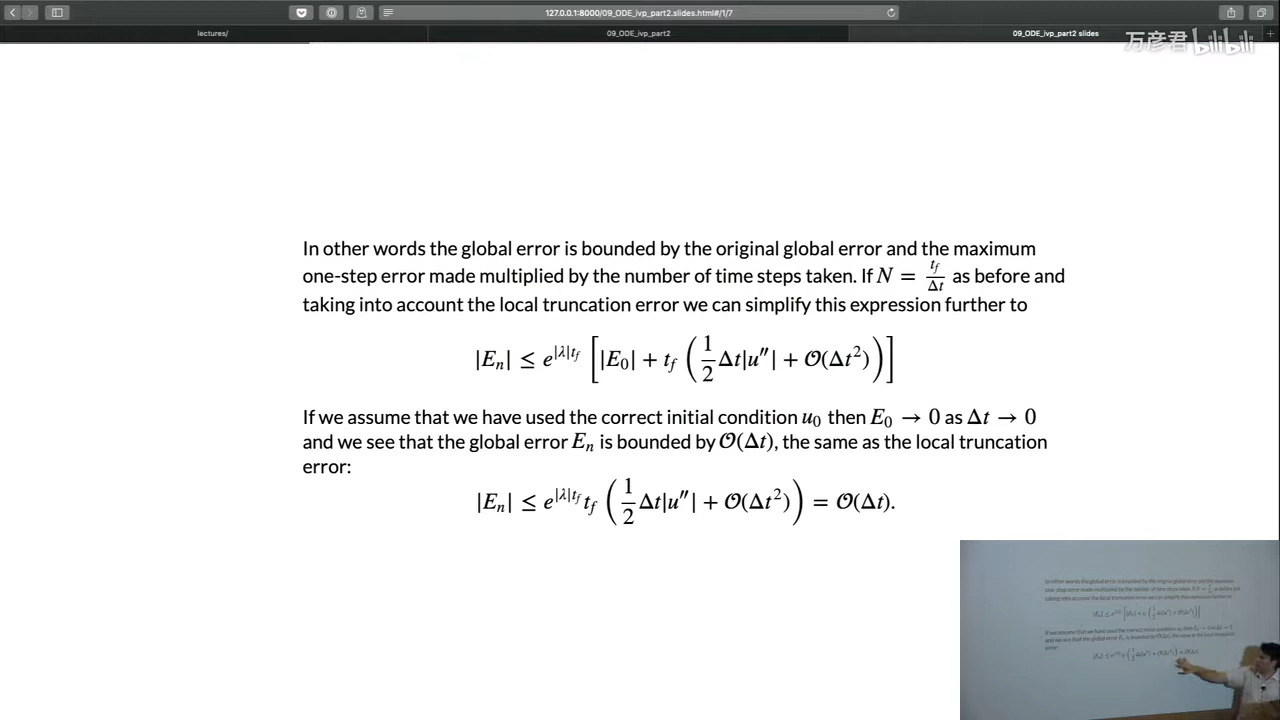 127.0.0.1:8000/09_ODE_ivp_part2.slides.html#/1/7
lectures/
09_ODE_ivp_part2
09_ODE_ivp_part2 slides
万彦君 bilibili
In other words the global error is bounded by the original global error and the maximum
one-step error made multiplied by the number of time steps taken. If N = t_f/Δt as before and
taking into account the local truncation error we can simplify this expression further to
|E_n| ≤ e^{|λ|t_f} [|E_0| + t_f (1/2 Δt|u″| + 𝒪(Δt²))]
If we assume that we have used the correct initial condition u_0 then E_0 → 0 as Δt → 0
and we see that the global error E_n is bounded by 𝒪(Δt), the same as the local truncation
error:
|E_n| ≤ e^{|λ|t_f} t_f (1/2 Δt|u″| + 𝒪(Δt²)) = 𝒪(Δt).